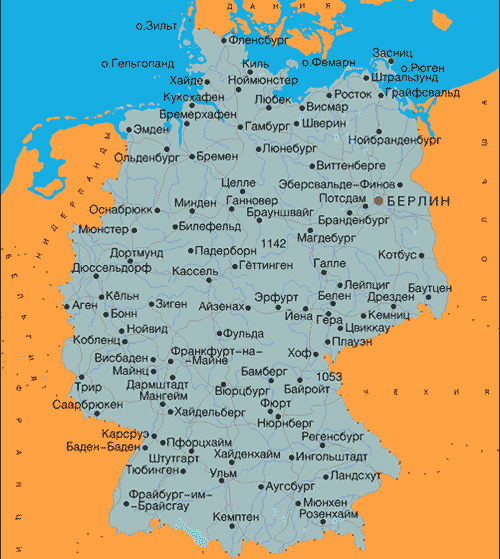 ДАНИЯ
о.Зильт
Фленсбург
Засниц
о.Гельголанд
Киль
о.Фемарн
о.Рюген
Хайде
Ноймюнстер
Штральзунд
Куксхафен
Любек
Росток
Грайфсвальд
Висмар
Бремерхафен
Эмден
Гамбург
Шверин
Нойбранденбург
Ольденбург
Бремен
Люнебург
Виттенберге
НИДЕРЛАНДЫ
ПОЛЬША
Целле
Эберсвальде-Финов
Оснабрюкк
Минден
Ганновер
Потсдам
БЕРЛИН
Брауншвайг
Бранденбург
Мюнстер
Билефельд
Магдебург
1142
Дортмунд
Падерборн
Котбус
Дюссельдорф
Гёттинген
Галле
Кассель
Лейпциг
Баутцен
Аген
Кёльн
Зиген
Айзенах
Эрфурт
Белен
Дрезден
Бонн
Йена
Гера
Кемниц
Нойвид
Цвиккау
Кобленц
Фульда
Плауэн
Висбаден
Франкфурт-на-
-Майне
Хоф
Майнц
Бамберг
1053
Трир
Дармштадт
Вюрцбург
Байройт
ЧЕХИЯ
БЕЛЬГИЯ
Мангейм
Саарбрюкен
Хайдельберг
Фюрт
Нюрнберг
Карсруэ
Баден-Баден
Пфорцхайм
Регенсбург
Штутгарт
Хайденхайм
Ингольштадт
Тюбинген
Ульм
Ландсхут
Аугсбург
Фрайбург-им-
-Брайсгау
Мюнхен
Розенхайм
Кемптен